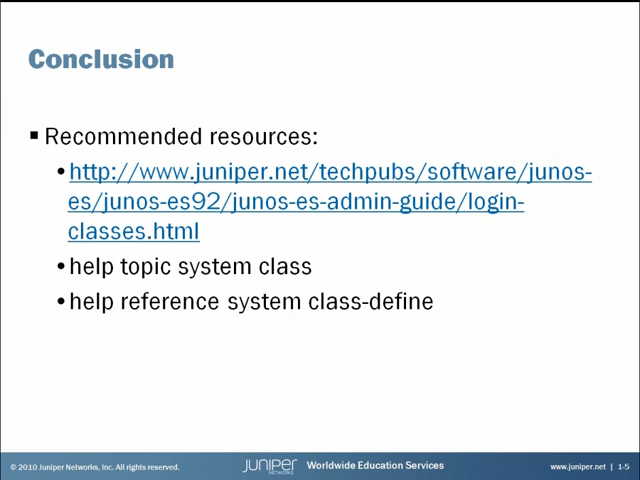 Conclusion
▪ Recommended resources:
•http://www.juniper.net/techpubs/software/junos-
es/junos-es92/junos-es-admin-guide/login-
classes.html
•help topic system class
•help reference system class-define
© 2010 Juniper Networks, Inc. All rights reserved.
JUNIPER
NETWORKS
Worldwide Education Services
www.juniper.net | 1-5